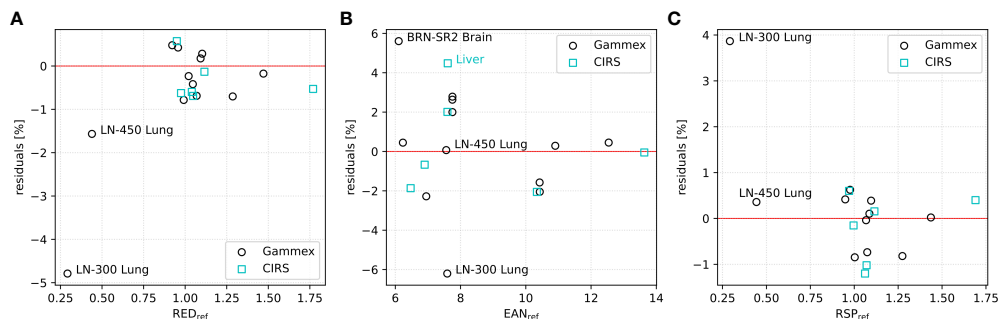 A
residuals [%]
0
−1
−2
−3
−4
−5
LN-450 Lung
LN-300 Lung
Gammex
CIRS
0.25 0.50 0.75 1.00 1.25 1.50 1.75
RED_ref
B
residuals [%]
6
4
2
0
−2
−4
−6
BRN-SR2 Brain
Liver
LN-450 Lung
LN-300 Lung
Gammex
CIRS
4 6 8 10 12 14
EAN_ref
C
residuals [%]
4
3
2
1
0
−1
LN-300 Lung
LN-450 Lung
Gammex
CIRS
0.25 0.50 0.75 1.00 1.25 1.50 1.75
RSP_ref